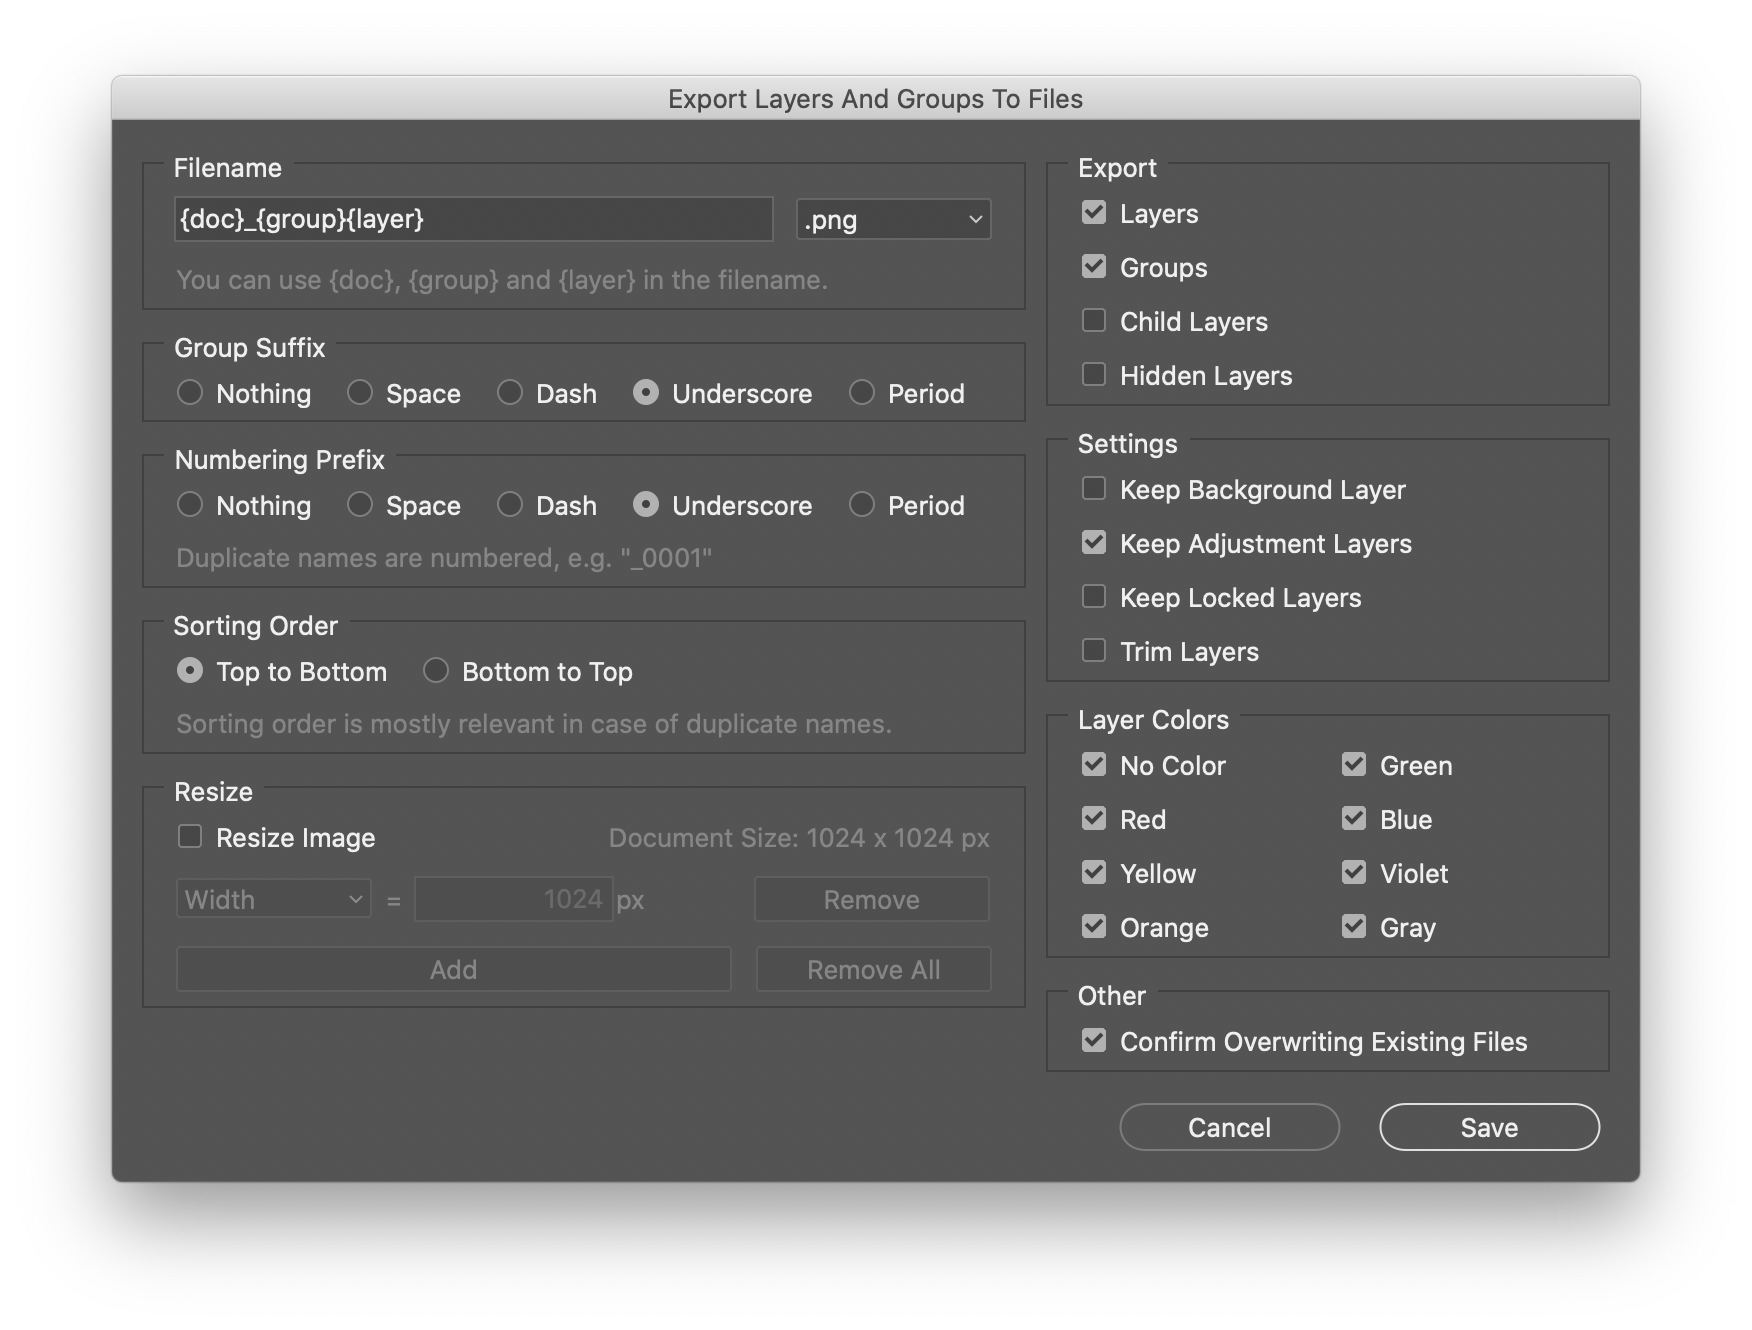 Export Layers And Groups To Files
Filename
{doc}_{group}{layer}
.png
You can use {doc}, {group} and {layer} in the filename.
Group Suffix
Nothing Space Dash Underscore Period
Numbering Prefix
Nothing Space Dash Underscore Period
Duplicate names are numbered, e.g. "_0001"
Sorting Order
Top to Bottom Bottom to Top
Sorting order is mostly relevant in case of duplicate names.
Resize
Resize Image Document Size: 1024 x 1024 px
Width = 1024 px Remove
Add Remove All
Export
Layers
Groups
Child Layers
Hidden Layers
Settings
Keep Background Layer
Keep Adjustment Layers
Keep Locked Layers
Trim Layers
Layer Colors
No Color Green
Red Blue
Yellow Violet
Orange Gray
Other
Confirm Overwriting Existing Files
Cancel Save